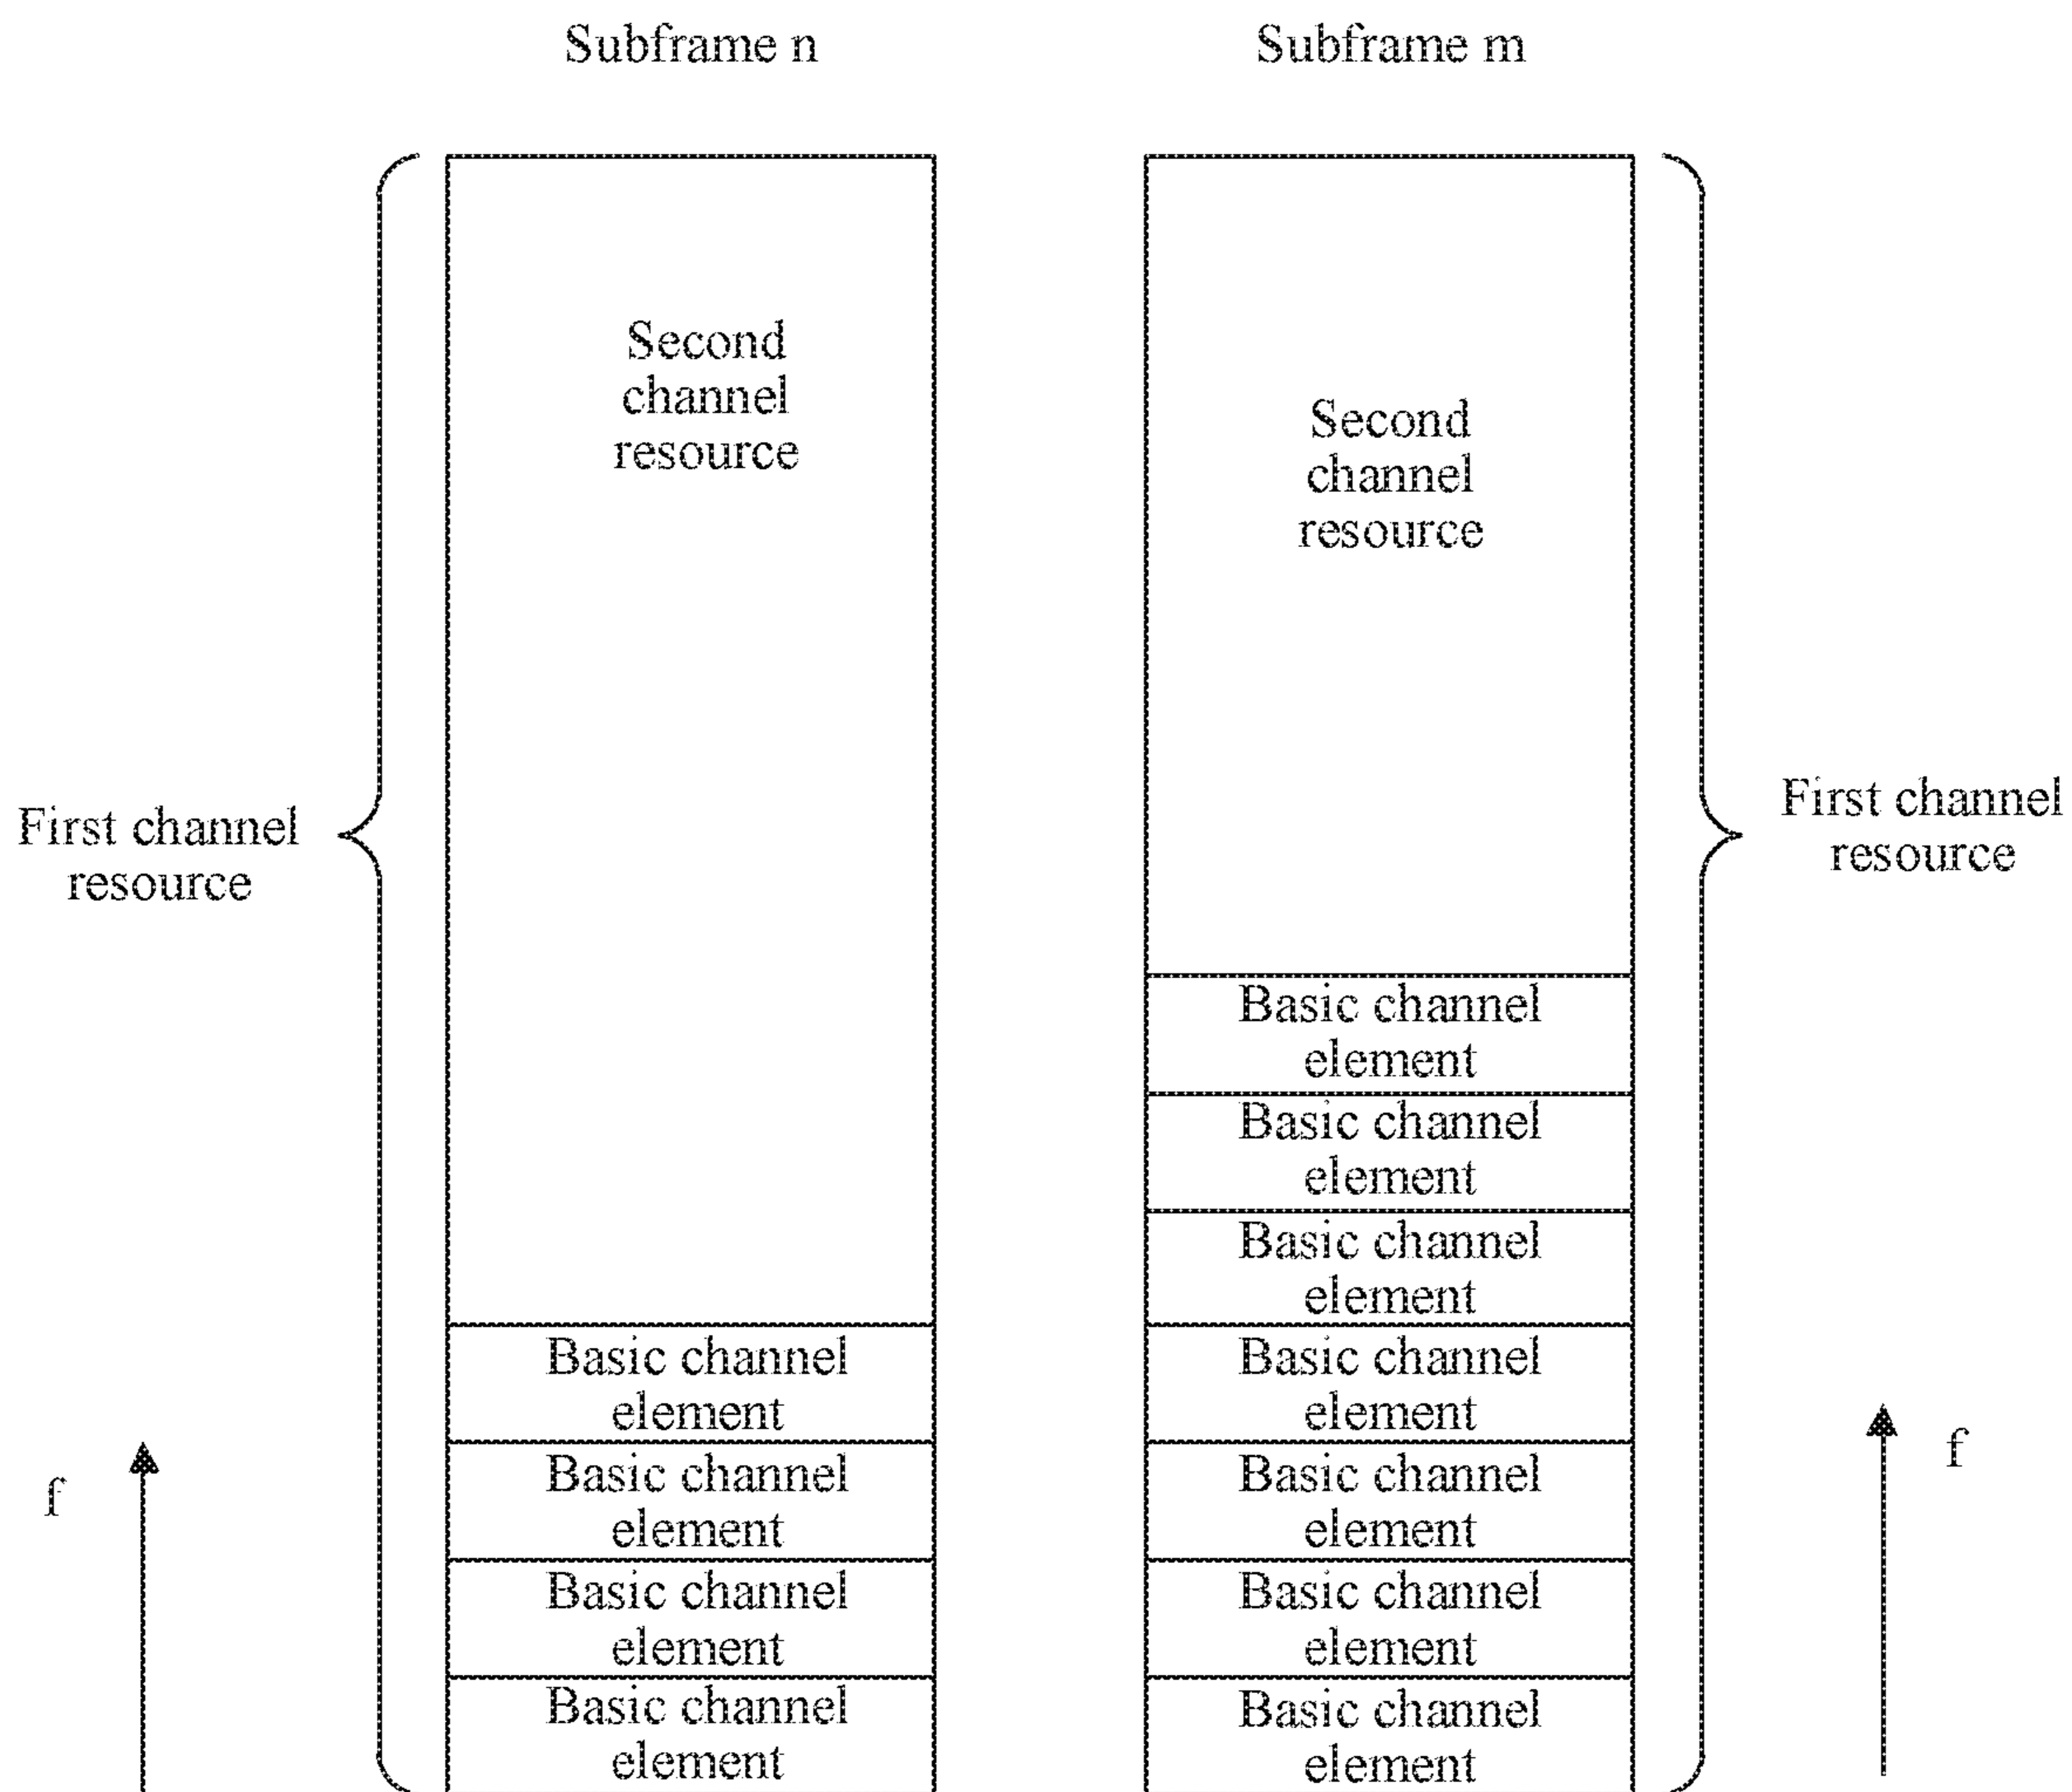 Subframe n
Subframe m
Second
channel
resource
Second
channel
resource
First channel
resource
First channel
resource
Basic channel
element
Basic channel
element
Basic channel
element
Basic channel
element
Basic channel
element
Basic channel
element
Basic channel
element
Basic channel
element
Basic channel
element
Basic channel
element
Basic channel
element
f
f